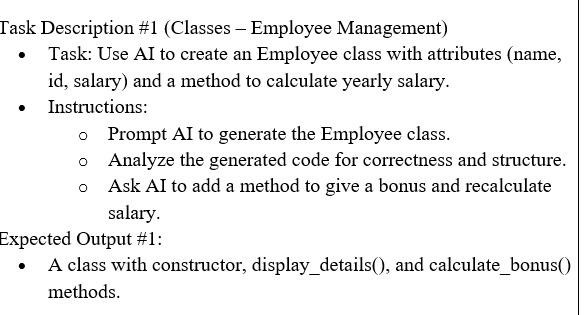 Task Description #1 (Classes – Employee Management)
• Task: Use AI to create an Employee class with attributes (name,
id, salary) and a method to calculate yearly salary.
• Instructions:
o Prompt AI to generate the Employee class.
o Analyze the generated code for correctness and structure.
o Ask AI to add a method to give a bonus and recalculate
salary.
Expected Output #1:
• A class with constructor, display_details(), and calculate_bonus()
methods.